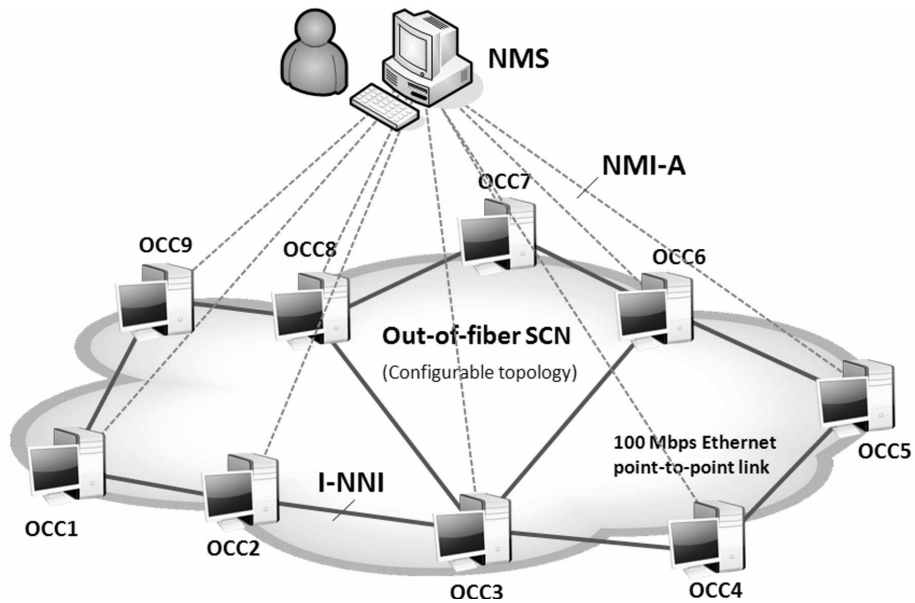 NMS
NMI-A
OCC7
OCC9
OCC8
OCC6
Out-of-fiber SCN
(Configurable topology)
100 Mbps Ethernet
point-to-point link
OCC5
I-NNI
OCC1
OCC2
OCC3
OCC4